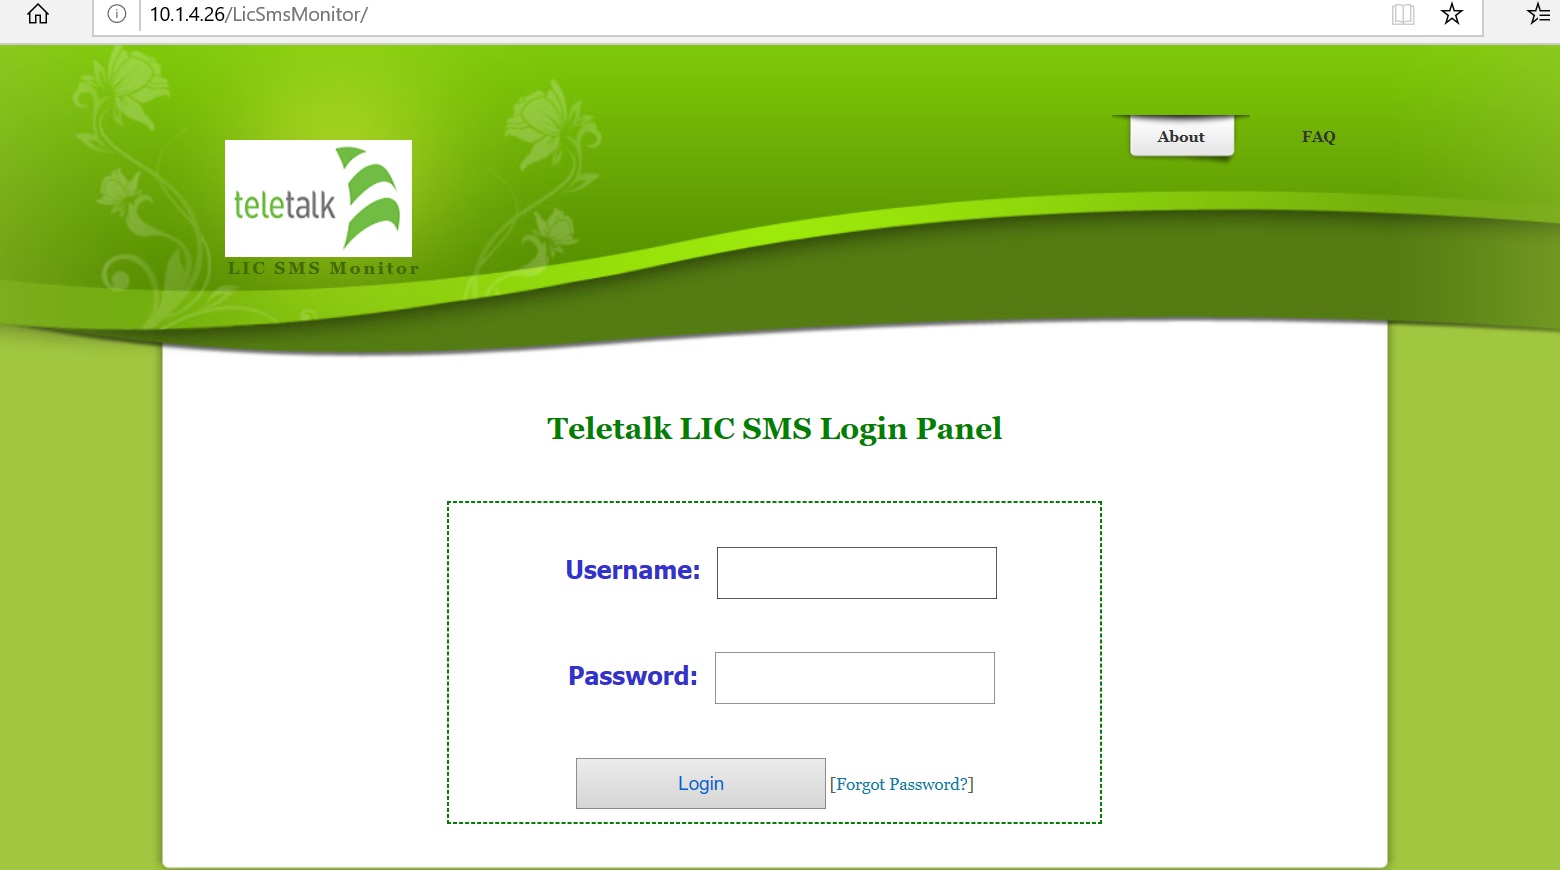 10.1.4.26/LicSmsMonitor/
About FAQ
teletalk
LIC SMS Monitor
Teletalk LIC SMS Login Panel
Username:
Password:
Login [Forgot Password?]